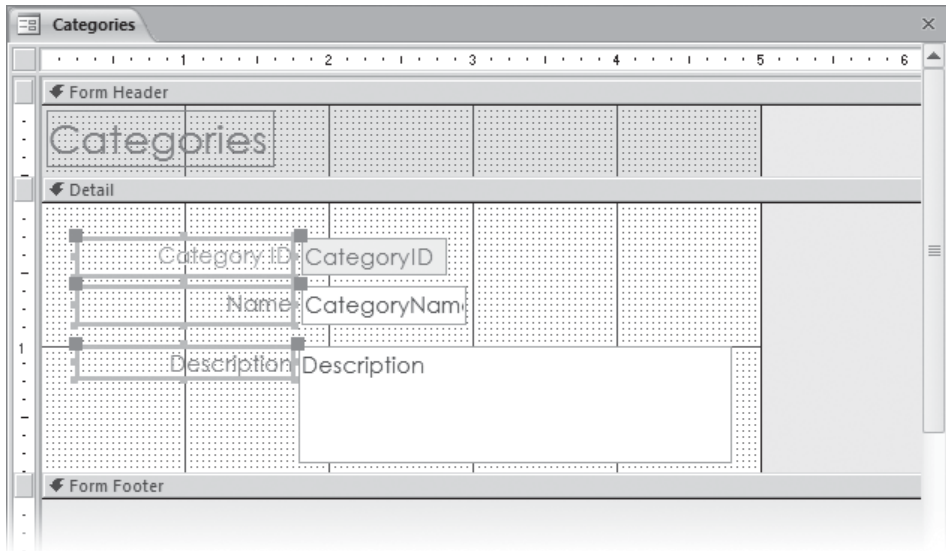 Categories
1 2 3 4 5 6
Form Header
Categories
Detail
Category ID CategoryID
Name CategoryNam
1
Description Description
Form Footer